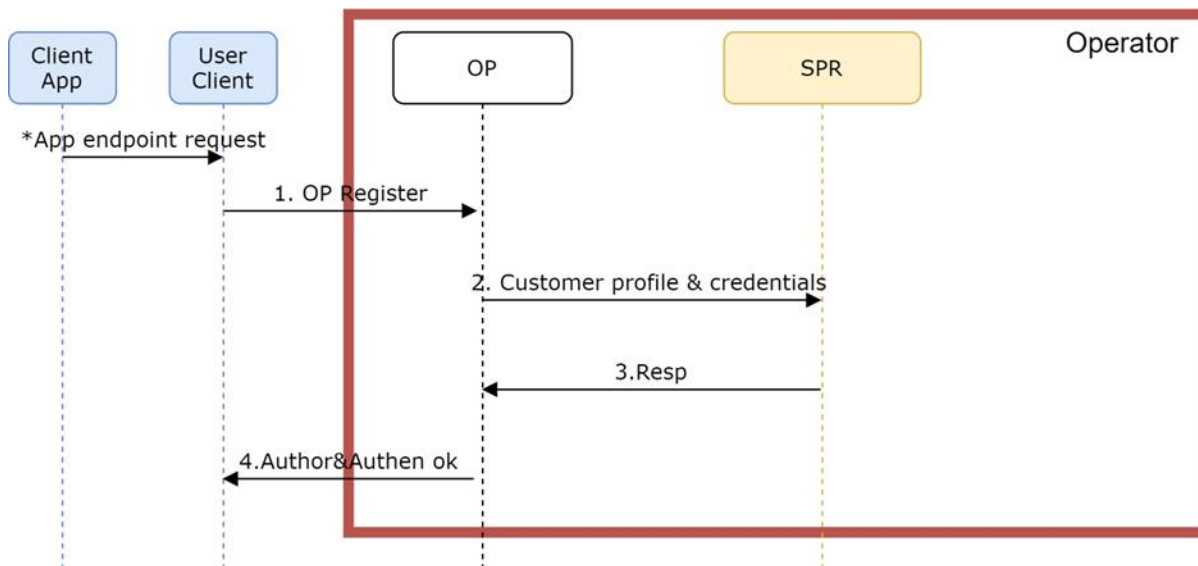 Operator
Client
App
User
Client
OP
SPR
*App endpoint request
1. OP Register
2. Customer profile & credentials
3.Resp
4.Author&Authen ok